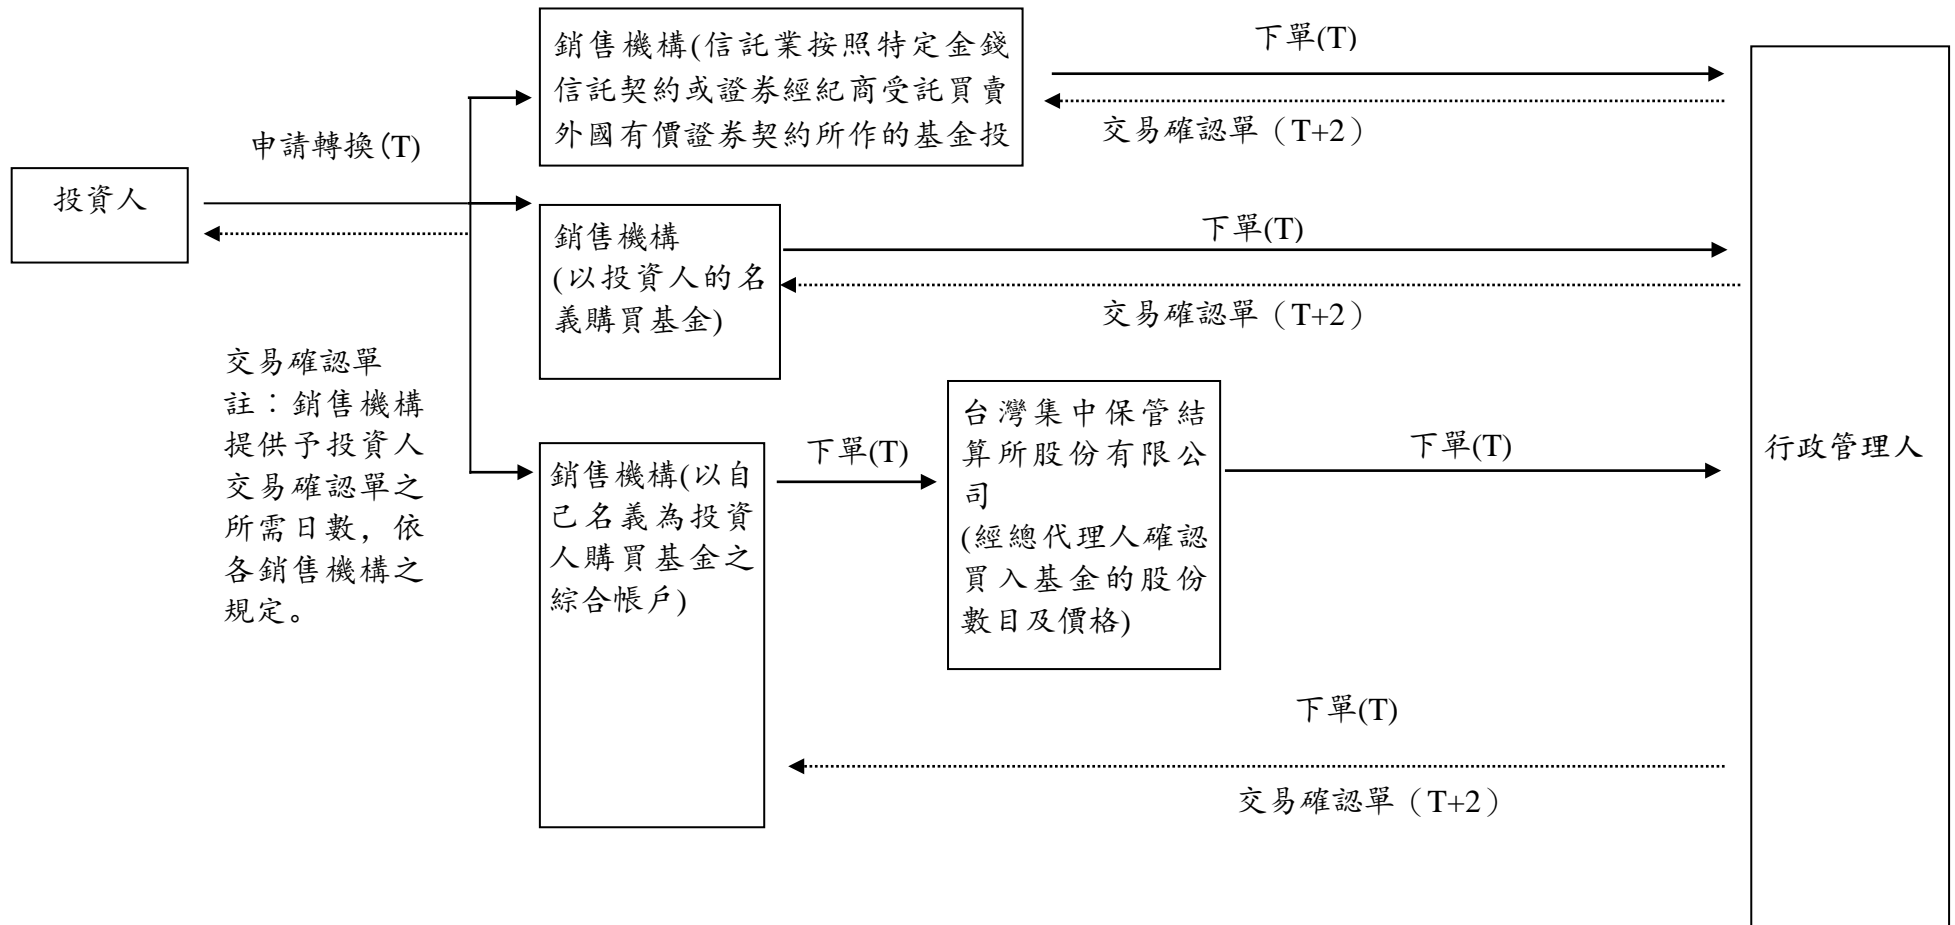 下單(T)
銷售機構(信託業按照特定金錢
信託契約或證券經紀商受託買賣
外國有價證券契約所作的基金投
交易確認單（T+2）
申請轉換(T)
投資人
銷售機構
(以投資人的名
義購買基金)
下單(T)
交易確認單（T+2）
交易確認單
註：銷售機構
提供予投資人
交易確認單之
所需日數，依
各銷售機構之
規定。
銷售機構(以自
己名義為投資
人購買基金之
綜合帳戶)
下單(T)
台灣集中保管結
算所股份有限公
司
(經總代理人確認
買入基金的股份
數目及價格)
下單(T)
行政管理人
下單(T)
交易確認單（T+2）